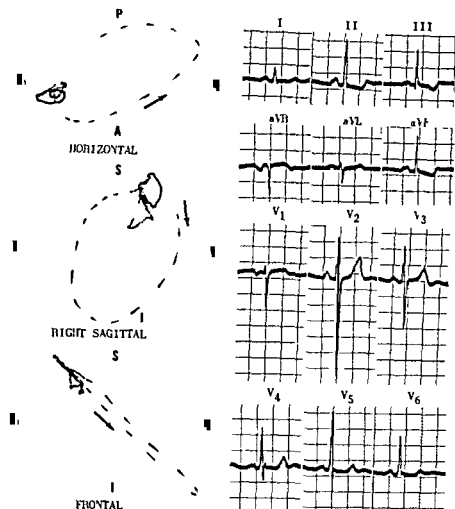 P
A
HORIZONTAL
S
I
RIGHT SAGITTAL
S
I
FRONTAL
I II III
aVR aVL aVF
V1 V2 V3
V4 V5 V6